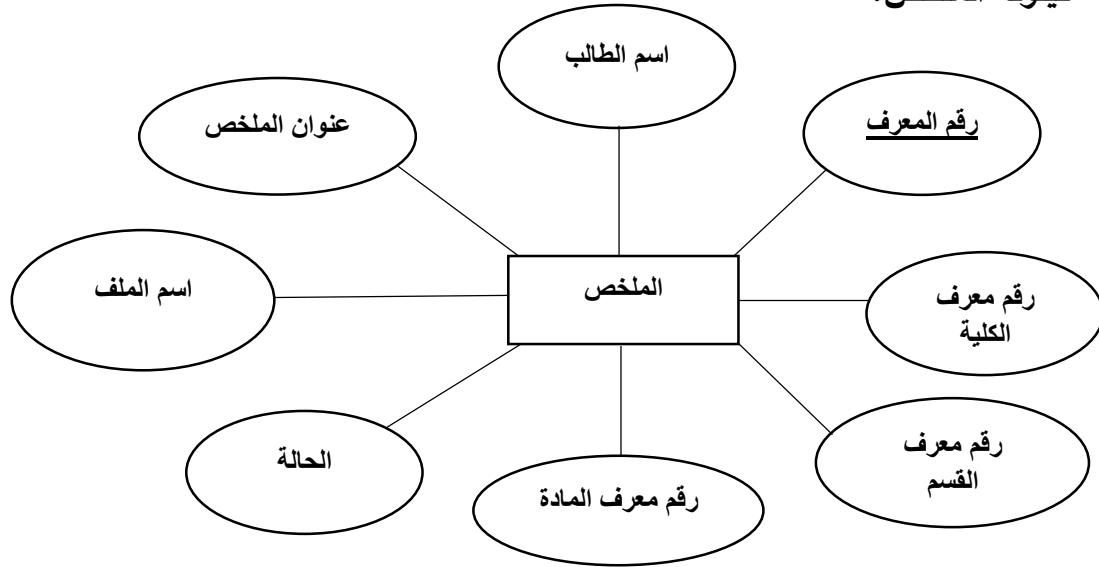 اسم الطالب
رقم المعرف
عنوان الملخص
رقم معرف
الكلية
الملخص
اسم الملف
رقم معرف
القسم
الحالة
رقم معرف المادة